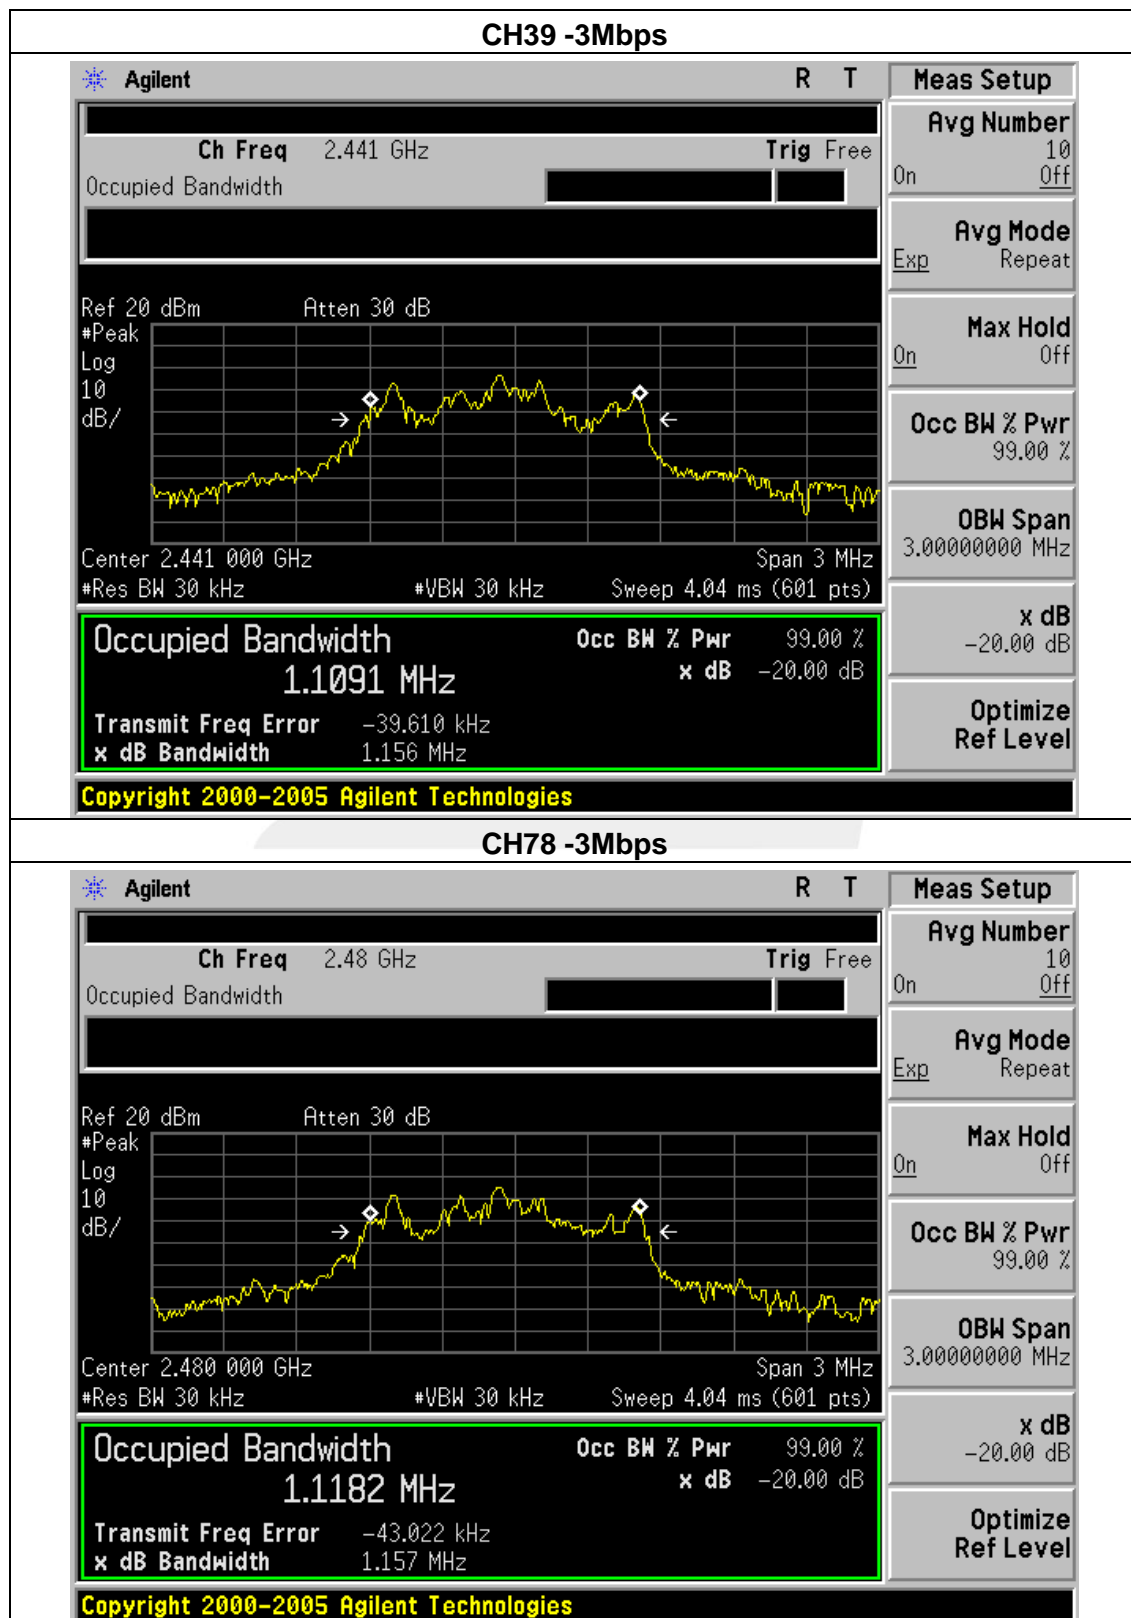 CH39 -3Mbps
Agilent R T Meas Setup
Ch Freq 2.441 GHz Trig Free
Occupied Bandwidth
Avg Number
10
On Off
Avg Mode
Exp Repeat
Max Hold
On Off
Occ BW % Pwr
99.00 %
OBW Span
3.00000000 MHz
x dB
-20.00 dB
Optimize
Ref Level
Ref 20 dBm Atten 30 dB
#Peak
Log
10
dB/
Center 2.441 000 GHz Span 3 MHz
#Res BW 30 kHz #VBW 30 kHz Sweep 4.04 ms (601 pts)
Occupied Bandwidth Occ BW % Pwr 99.00 %
1.1091 MHz x dB -20.00 dB
Transmit Freq Error -39.610 kHz
x dB Bandwidth 1.156 MHz
Copyright 2000-2005 Agilent Technologies
CH78 -3Mbps
Agilent R T Meas Setup
Ch Freq 2.48 GHz Trig Free
Occupied Bandwidth
Avg Number
10
On Off
Avg Mode
Exp Repeat
Max Hold
On Off
Occ BW % Pwr
99.00 %
OBW Span
3.00000000 MHz
x dB
-20.00 dB
Optimize
Ref Level
Ref 20 dBm Atten 30 dB
#Peak
Log
10
dB/
Center 2.480 000 GHz Span 3 MHz
#Res BW 30 kHz #VBW 30 kHz Sweep 4.04 ms (601 pts)
Occupied Bandwidth Occ BW % Pwr 99.00 %
1.1182 MHz x dB -20.00 dB
Transmit Freq Error -43.022 kHz
x dB Bandwidth 1.157 MHz
Copyright 2000-2005 Agilent Technologies